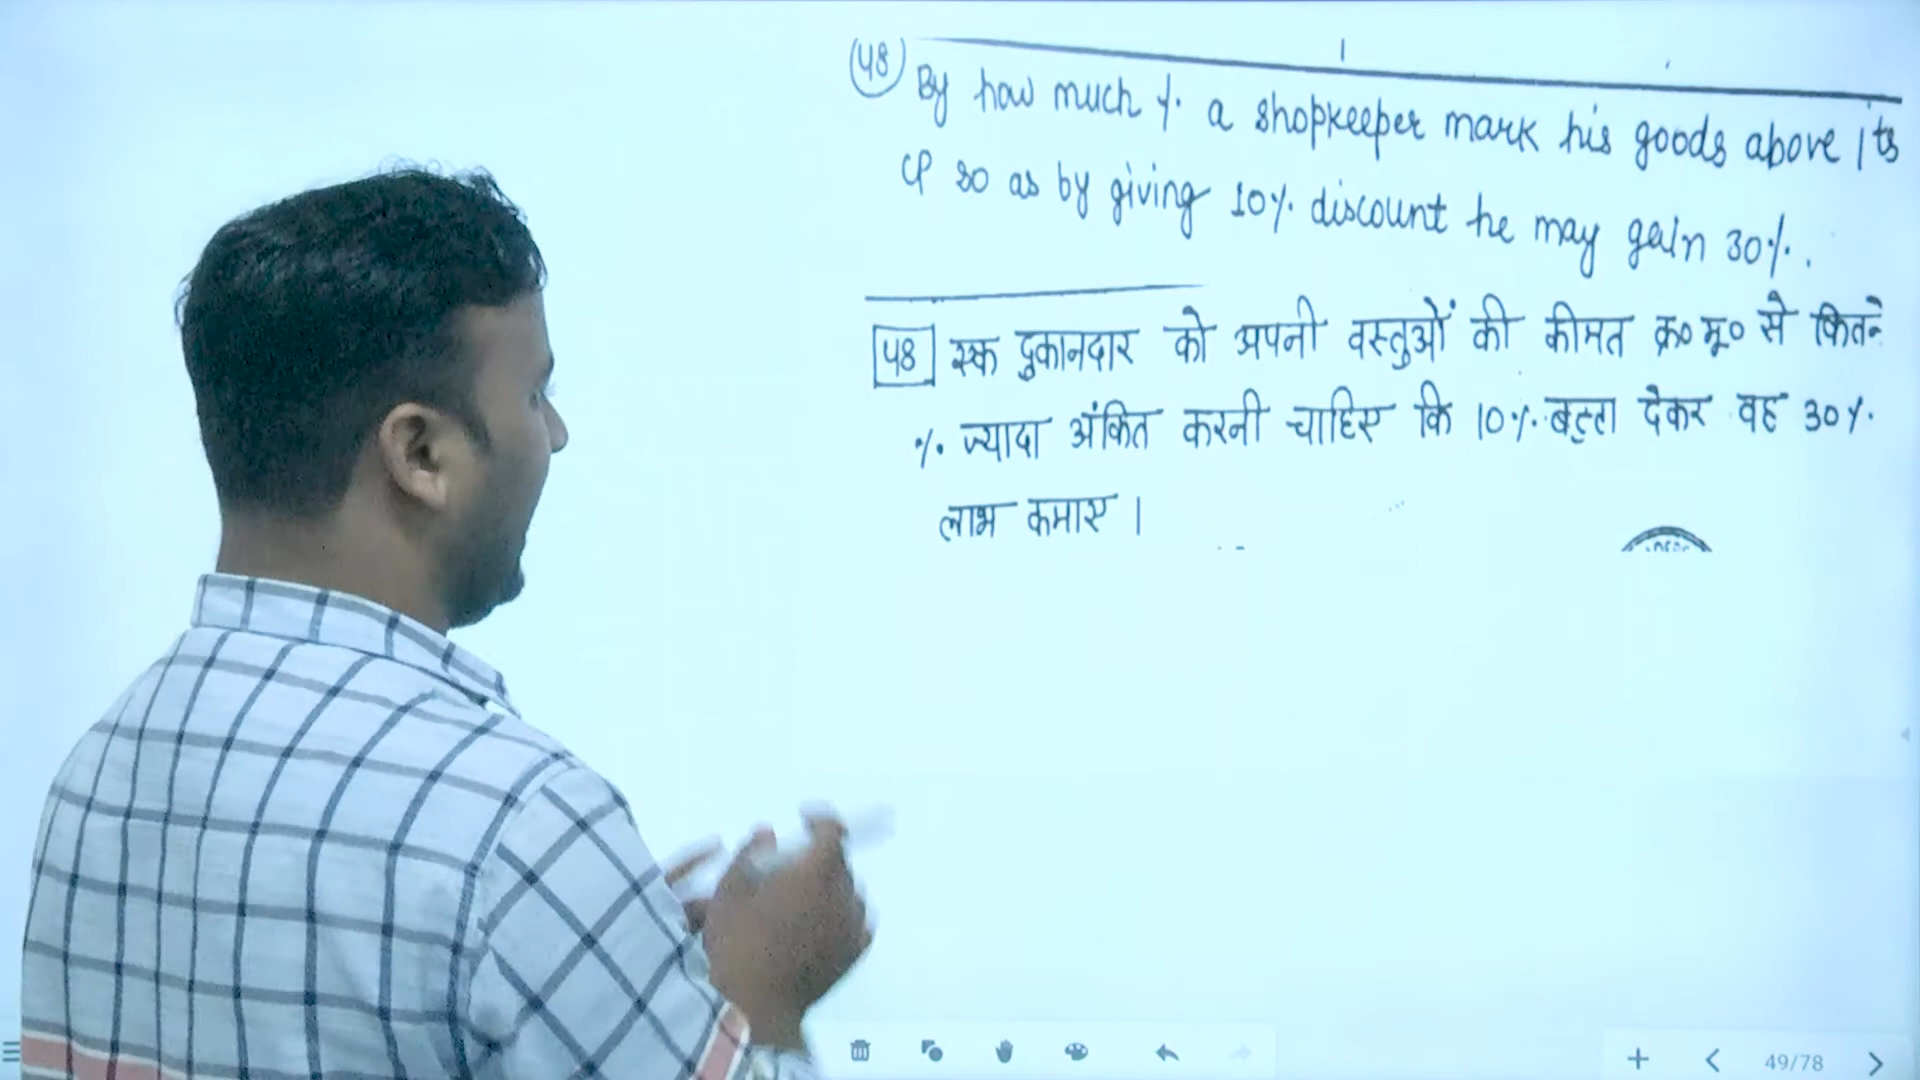 (48) By how much %. a shopkeeper mark his goods above its
CP so as by giving 10%. discount he may gain 30%.
48 एक दुकानदार को अपनी वस्तुओं की कीमत क्र० मू० से कितने
%. ज्यादा अंकित करनी चाहिए कि 10%. बट्टा देकर वह 30%.
लाभ कमाए ।
49/78